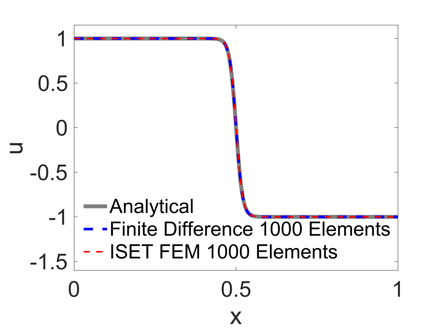 1
0.5
0
-0.5
-1
-1.5
u
Analytical
Finite Difference 1000 Elements
ISET FEM 1000 Elements
0
0.5
1
x